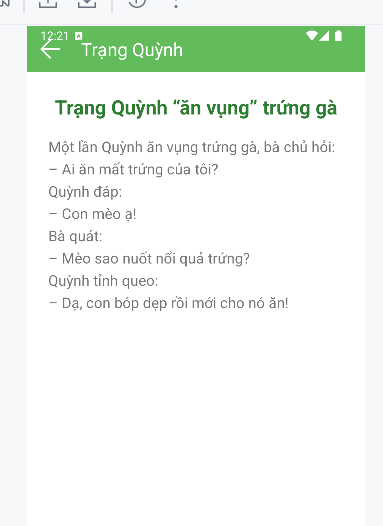 12:21
Trạng Quỳnh
Trạng Quỳnh “ăn vụng” trứng gà
Một lần Quỳnh ăn vụng trứng gà, bà chủ hỏi:
– Ai ăn mất trứng của tôi?
Quỳnh đáp:
– Con mèo ạ!
Bà quát:
– Mèo sao nuốt nổi quả trứng?
Quỳnh tỉnh queo:
– Dạ, con bóp dẹp rồi mới cho nó ăn!